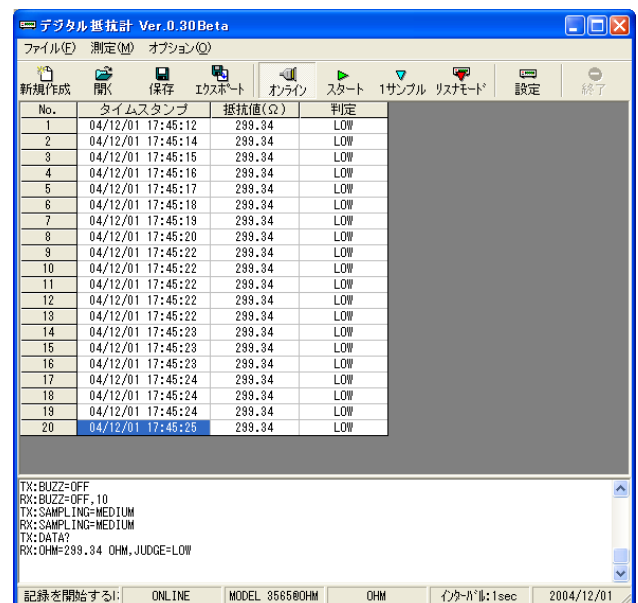 デジタル抵抗計 Ver.0.30Beta
ファイル(F) 測定(M) オプション(O)
新規作成 開く 保存 エクスポート オンライン スタート 1サンプル リスナモード 設定 終了
No. タイムスタンプ 抵抗値(Ω) 判定
1 04/12/01 17:45:12 299.34 LOW
2 04/12/01 17:45:14 299.34 LOW
3 04/12/01 17:45:15 299.34 LOW
4 04/12/01 17:45:16 299.34 LOW
5 04/12/01 17:45:17 299.34 LOW
6 04/12/01 17:45:18 299.34 LOW
7 04/12/01 17:45:19 299.34 LOW
8 04/12/01 17:45:20 299.34 LOW
9 04/12/01 17:45:22 299.34 LOW
10 04/12/01 17:45:22 299.34 LOW
11 04/12/01 17:45:22 299.34 LOW
12 04/12/01 17:45:22 299.34 LOW
13 04/12/01 17:45:22 299.34 LOW
14 04/12/01 17:45:23 299.34 LOW
15 04/12/01 17:45:23 299.34 LOW
16 04/12/01 17:45:23 299.34 LOW
17 04/12/01 17:45:24 299.34 LOW
18 04/12/01 17:45:24 299.34 LOW
19 04/12/01 17:45:24 299.34 LOW
20 04/12/01 17:45:25 299.34 LOW
TX:BUZZ=OFF
RX:BUZZ=OFF,10
TX:SAMPLING=MEDIUM
RX:SAMPLING=MEDIUM
TX:DATA?
RX:OHM=299.34 OHM,JUDGE=LOW
記録を開始するに ONLINE MODEL 3565@OHM OHM インターバル:1sec 2004/12/01